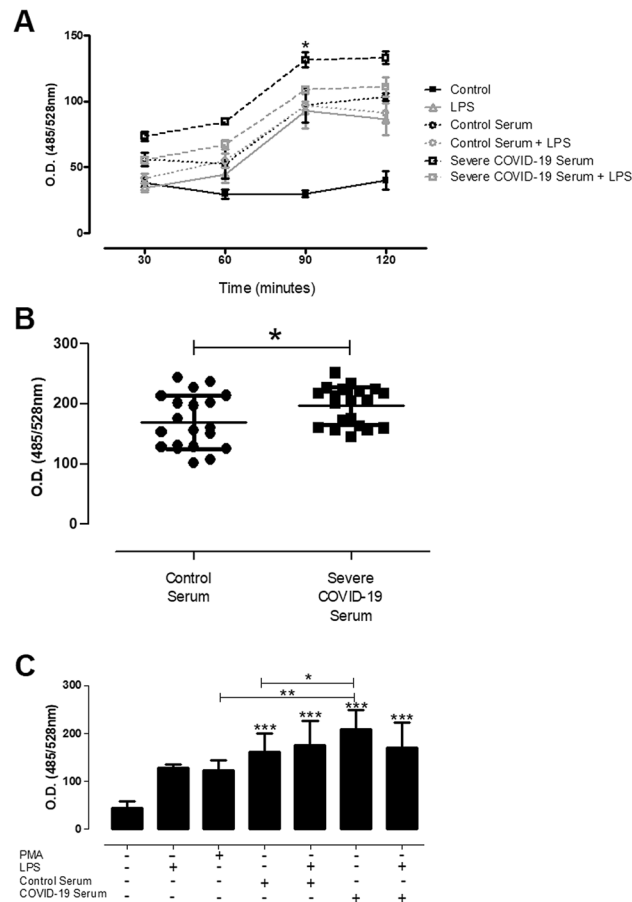 A
150
*
100
50
0
O.D. (485/528nm)
30 60 90 120
Time (minutes)
Control
LPS
Control Serum
Control Serum + LPS
Severe COVID-19 Serum
Severe COVID-19 Serum + LPS
B
300
*
200
100
0
O.D. (485/528nm)
Control Serum
Severe COVID-19 Serum
C
300
200
100
0
O.D. (485/528nm)
*
**
*** *** *** ***
PMA - - + - - - -
LPS - + - - + - +
Control Serum - - - + + - -
COVID-19 Serum - - - - - + +